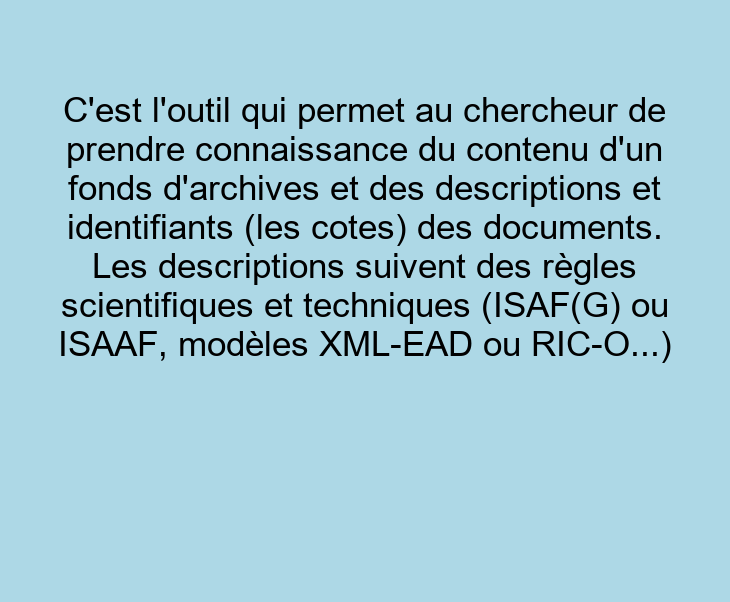 C'est l'outil qui permet au chercheur de
prendre connaissance du contenu d'un
fonds d'archives et des descriptions et
identifiants (les cotes) des documents.
Les descriptions suivent des règles
scientifiques et techniques (ISAF(G) ou
ISAAF, modèles XML-EAD ou RIC-O...)